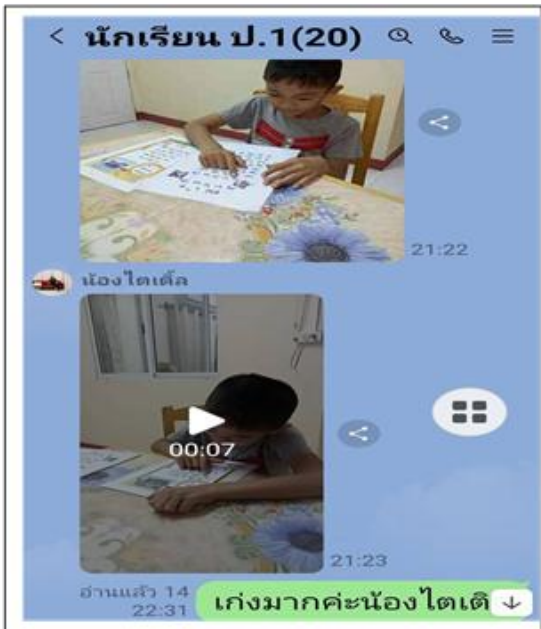 นักเรียน ป.1(20)
21:22
น้องไตเติ้ล
00:07
21:23
อ่านแล้ว 14
22:31
เก่งมากค่ะน้องไตเติ